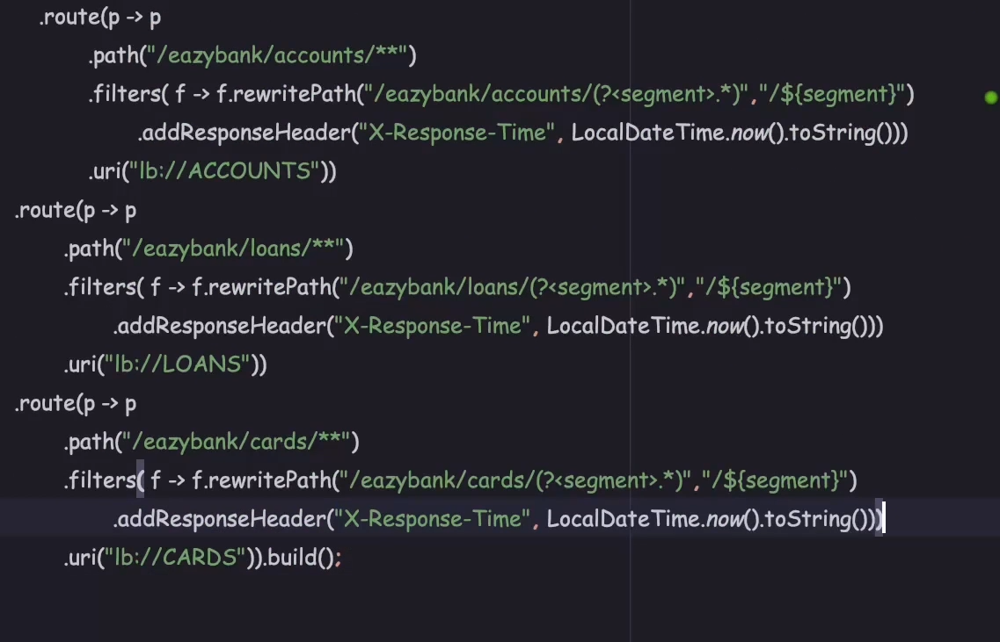 .route(p -> p
.path("/eazybank/accounts/**")
.filters( f -> f.rewritePath("/eazybank/accounts/(?<segment>.*)","/${segment}")
.addResponseHeader("X-Response-Time", LocalDateTime.now().toString()))
.uri("lb://ACCOUNTS"))
.route(p -> p
.path("/eazybank/loans/**")
.filters( f -> f.rewritePath("/eazybank/loans/(?<segment>.*)","/${segment}")
.addResponseHeader("X-Response-Time", LocalDateTime.now().toString()))
.uri("lb://LOANS"))
.route(p -> p
.path("/eazybank/cards/**")
.filters( f -> f.rewritePath("/eazybank/cards/(?<segment>.*)","/${segment}")
.addResponseHeader("X-Response-Time", LocalDateTime.now().toString()))
.uri("lb://CARDS")).build();